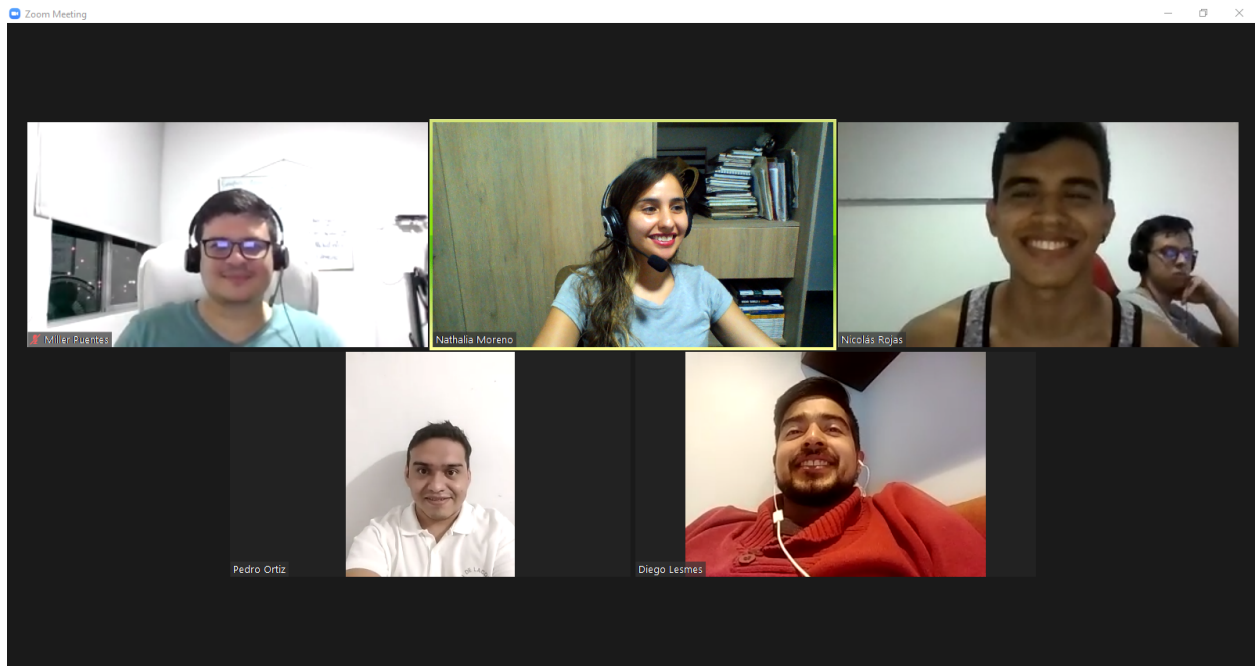 Zoom Meeting
Miller Puentes
Nathalia Moreno
Nicolás Rojas
Pedro Ortiz
Diego Lesmes